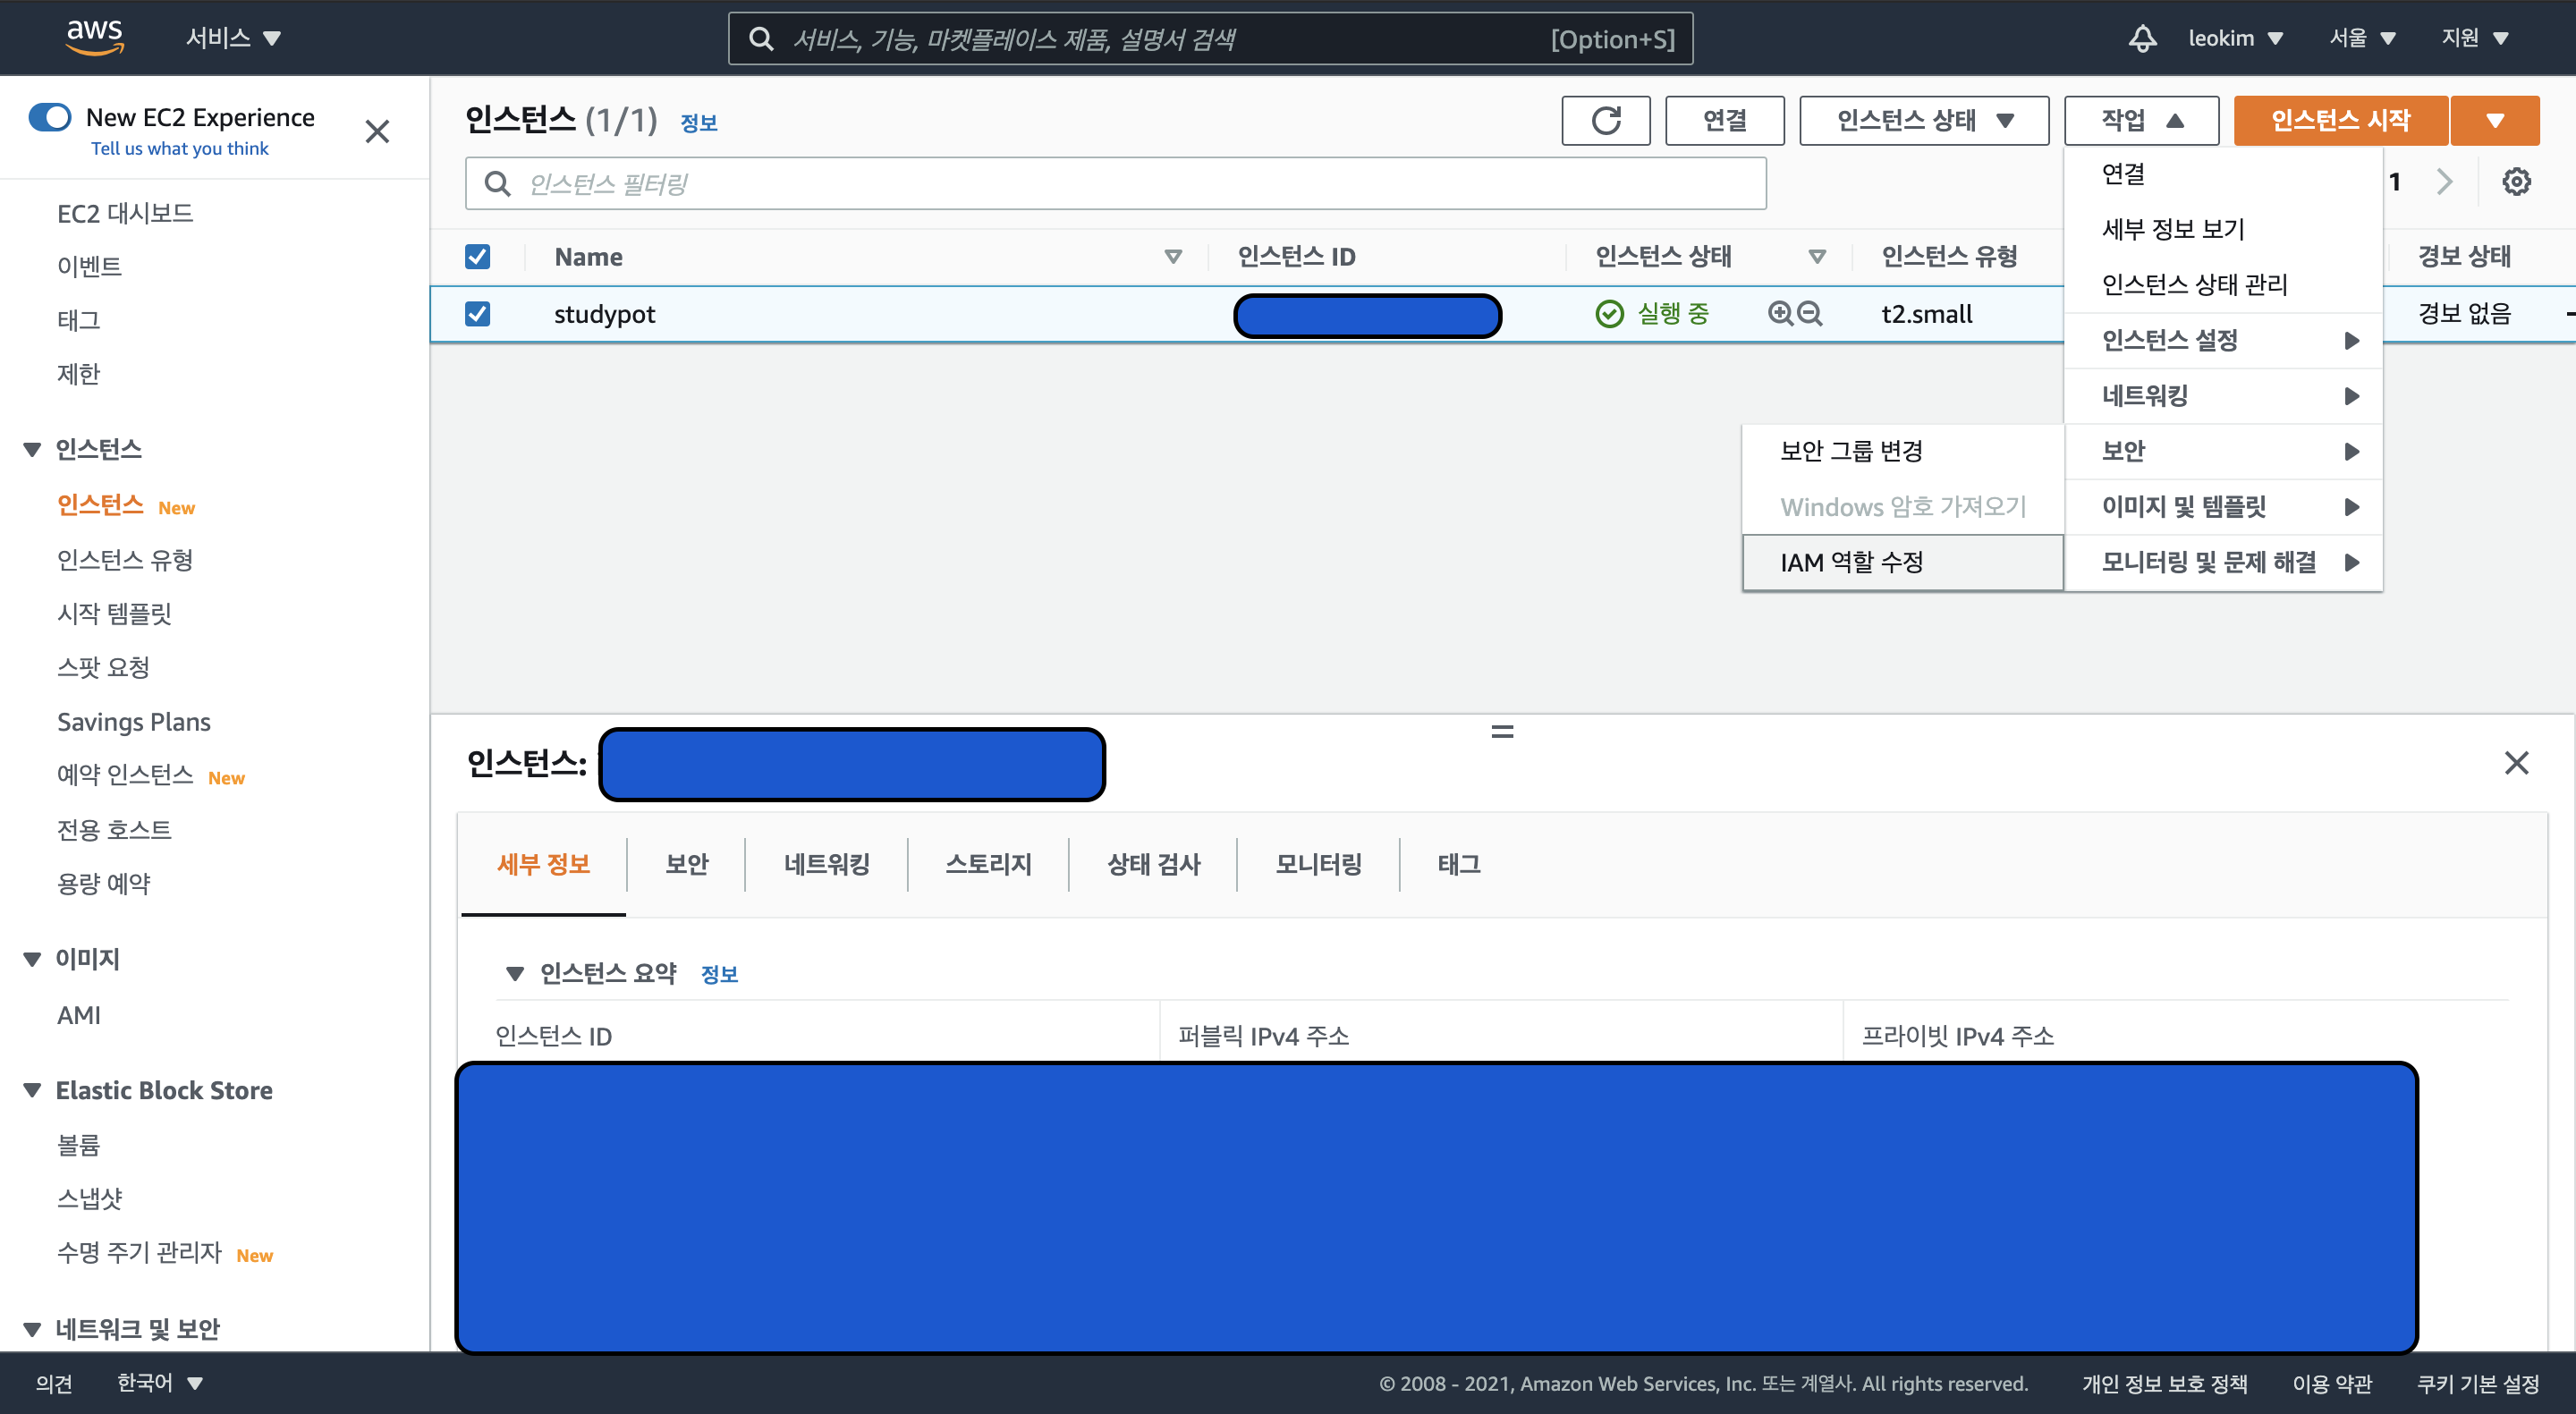 aws
서비스
서비스, 기능, 마켓플레이스 제품, 설명서 검색
[Option+S]
leokim
서울
지원
New EC2 Experience
Tell us what you think
EC2 대시보드
이벤트
태그
제한
인스턴스
인스턴스 New
인스턴스 유형
시작 템플릿
스팟 요청
Savings Plans
예약 인스턴스 New
전용 호스트
용량 예약
이미지
AMI
Elastic Block Store
볼륨
스냅샷
수명 주기 관리자 New
네트워크 및 보안
인스턴스 (1/1) 정보
연결
인스턴스 상태
작업
인스턴스 시작
인스턴스 필터링
1
Name
인스턴스 ID
인스턴스 상태
인스턴스 유형
경보 상태
studypot
실행 중
t2.small
경보 없음
연결
세부 정보 보기
인스턴스 상태 관리
인스턴스 설정
네트워킹
보안
이미지 및 템플릿
모니터링 및 문제 해결
보안 그룹 변경
Windows 암호 가져오기
IAM 역할 수정
인스턴스:
세부 정보
보안
네트워킹
스토리지
상태 검사
모니터링
태그
인스턴스 요약 정보
인스턴스 ID
퍼블릭 IPv4 주소
프라이빗 IPv4 주소
의견
한국어
© 2008 - 2021, Amazon Web Services, Inc. 또는 계열사. All rights reserved.
개인 정보 보호 정책
이용 약관
쿠키 기본 설정